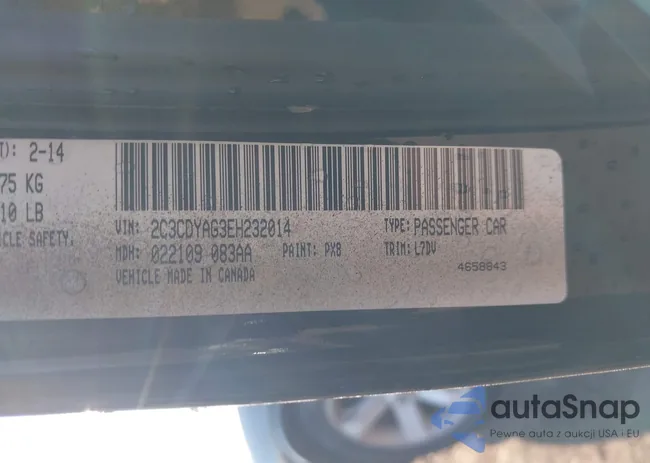 T): 2-14
75 KG
10 LB
CLE SAFETY.
VIN: 2C3CDYAG3EH232014
TYPE: PASSENGER CAR
MDH: 022109 083AA
PAINT: PX8
TRIM: L7DV
VEHICLE MADE IN CANADA
4658843
autaSnap
Pewne auta z aukcji USA i EU